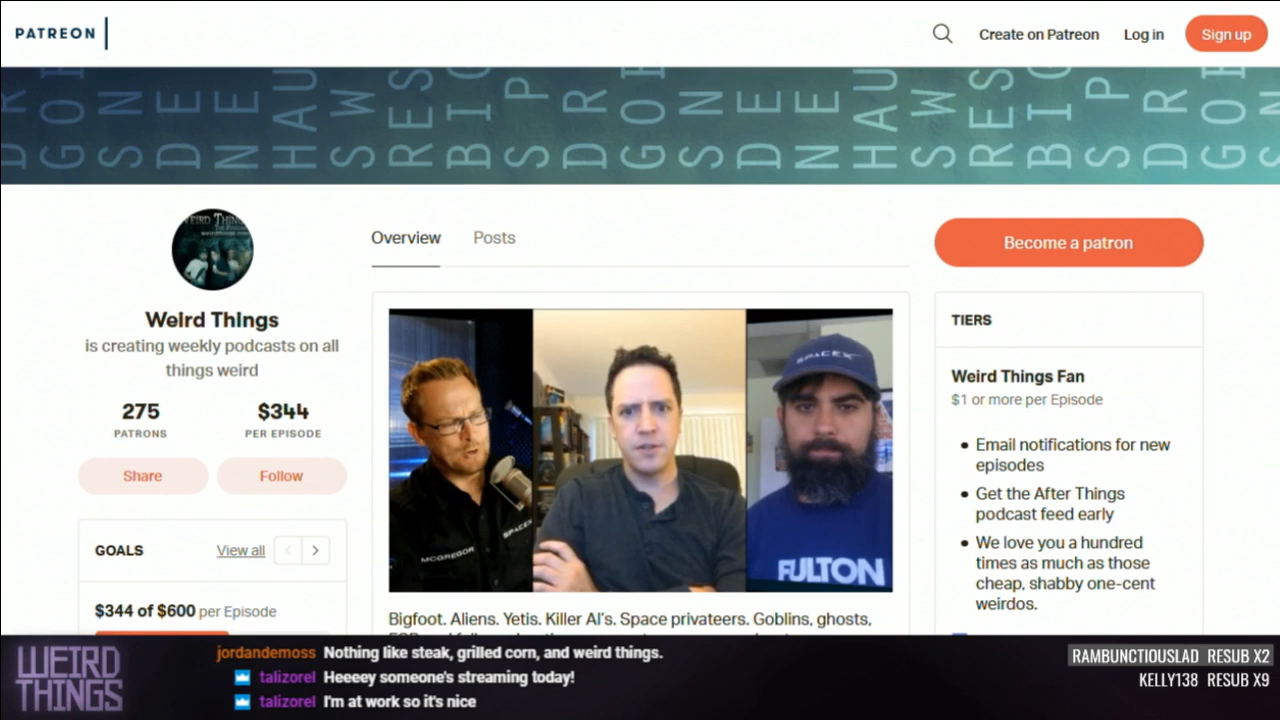 PATREON
Create on Patreon
Log in
Sign up
WEIRD THINGS
Weird Things
is creating weekly podcasts on all
things weird
275
PATRONS
$344
PER EPISODE
Share
Follow
GOALS
View all
$344 of $600 per Episode
Overview
Posts
SPACEX
MCGREGOR
SPACEX
FULTON
Bigfoot. Aliens. Yetis. Killer AI's. Space privateers. Goblins, ghosts,
Become a patron
TIERS
Weird Things Fan
$1 or more per Episode
Email notifications for new
episodes
Get the After Things
podcast feed early
We love you a hundred
times as much as those
cheap, shabby one-cent
weirdos.
WEIRD
THINGS
jordandemoss Nothing like steak, grilled corn, and weird things.
talizorel Heeeey someone's streaming today!
talizorel I'm at work so it's nice
RAMBUNCTIOUSLAD RESUB X2
KELLY138 RESUB X9